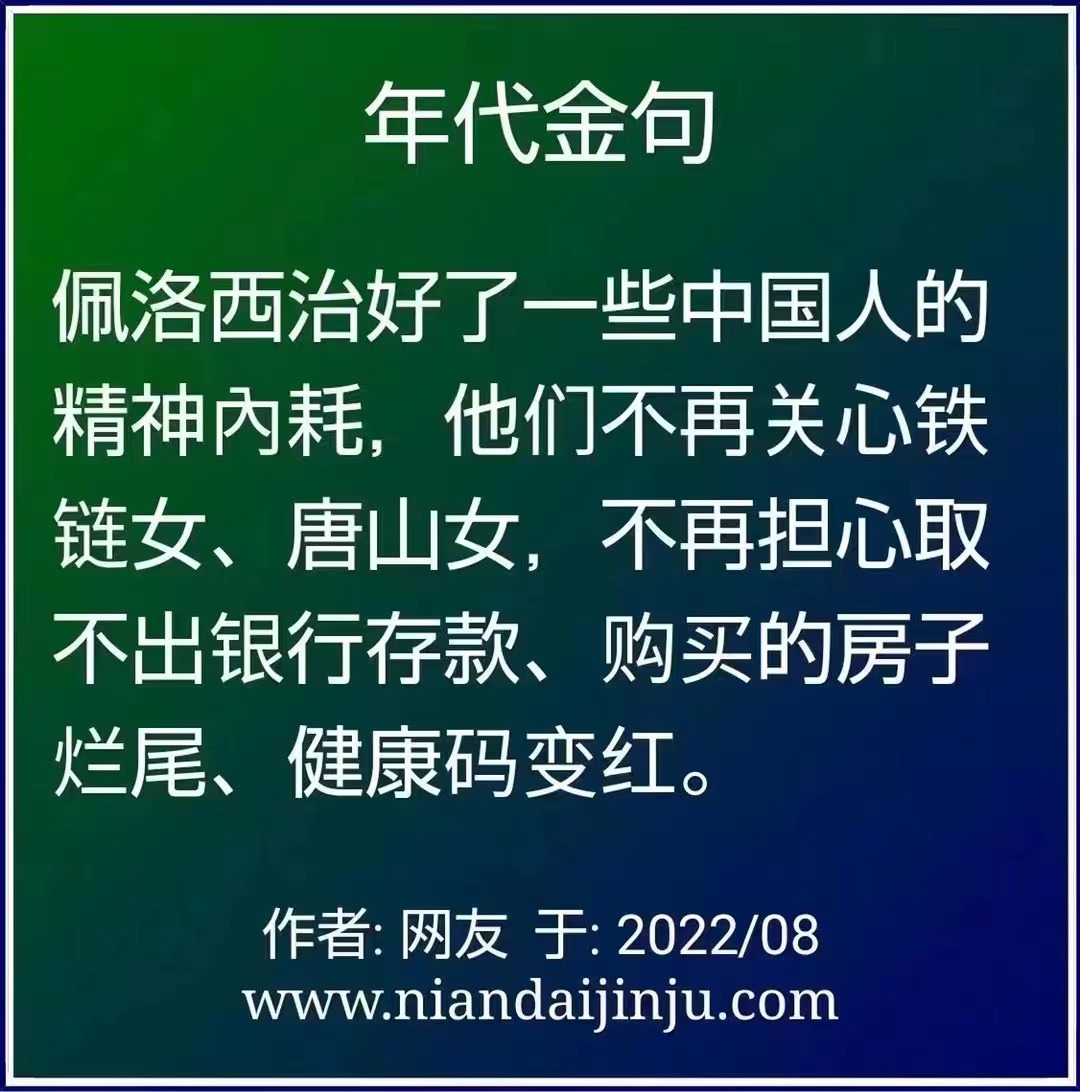 年代金句
佩洛西治好了一些中国人的
精神內耗，他们不再关心铁
链女、唐山女，不再担心取
不出银行存款、购买的房子
烂尾、健康码变红。
作者: 网友 于: 2022/08
www.niandaijinju.com